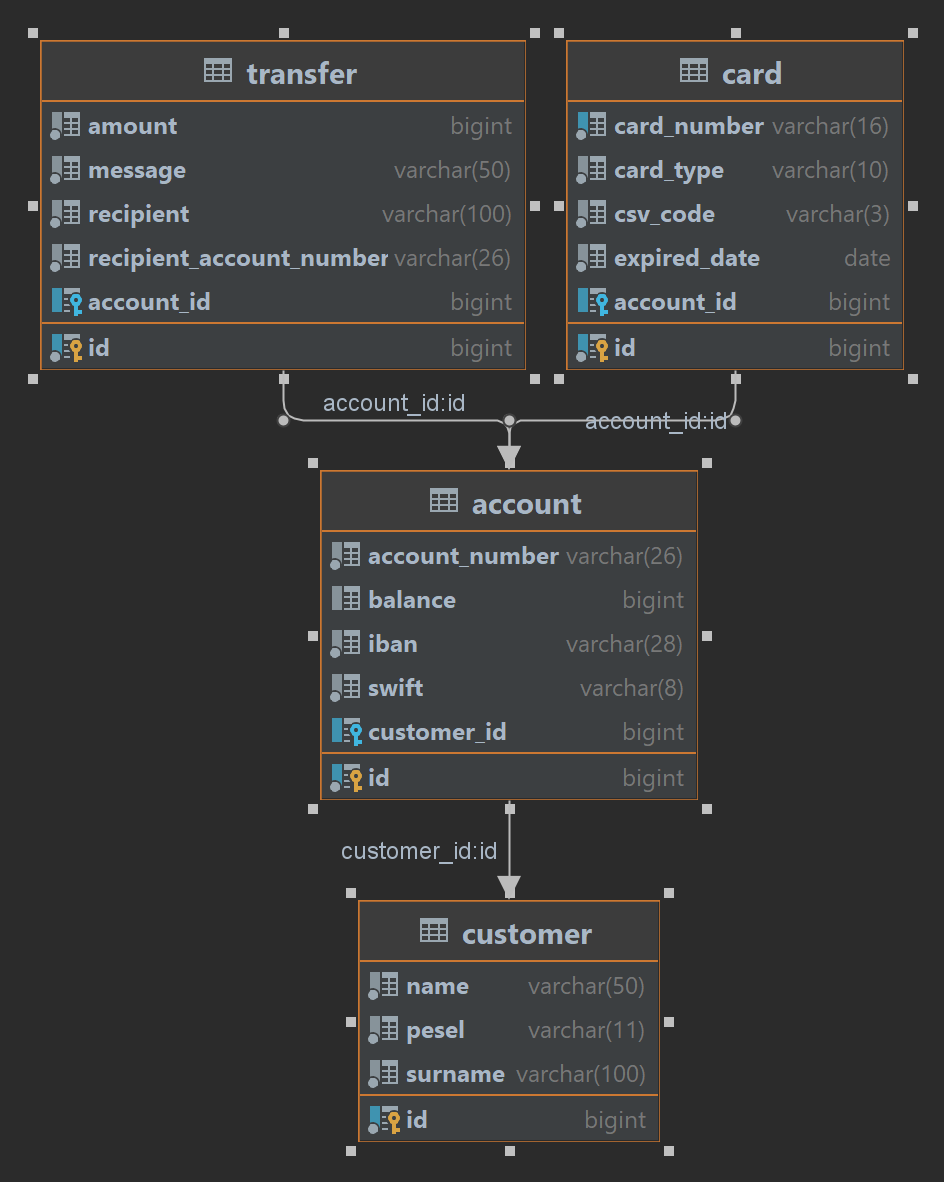 transfer
amount bigint
message varchar(50)
recipient varchar(100)
recipient_account_number varchar(26)
account_id bigint
id bigint
card
card_number varchar(16)
card_type varchar(10)
csv_code varchar(3)
expired_date date
account_id bigint
id bigint
account_id:id
account_id:id
account
account_number varchar(26)
balance bigint
iban varchar(28)
swift varchar(8)
customer_id bigint
id bigint
customer_id:id
customer
name varchar(50)
pesel varchar(11)
surname varchar(100)
id bigint